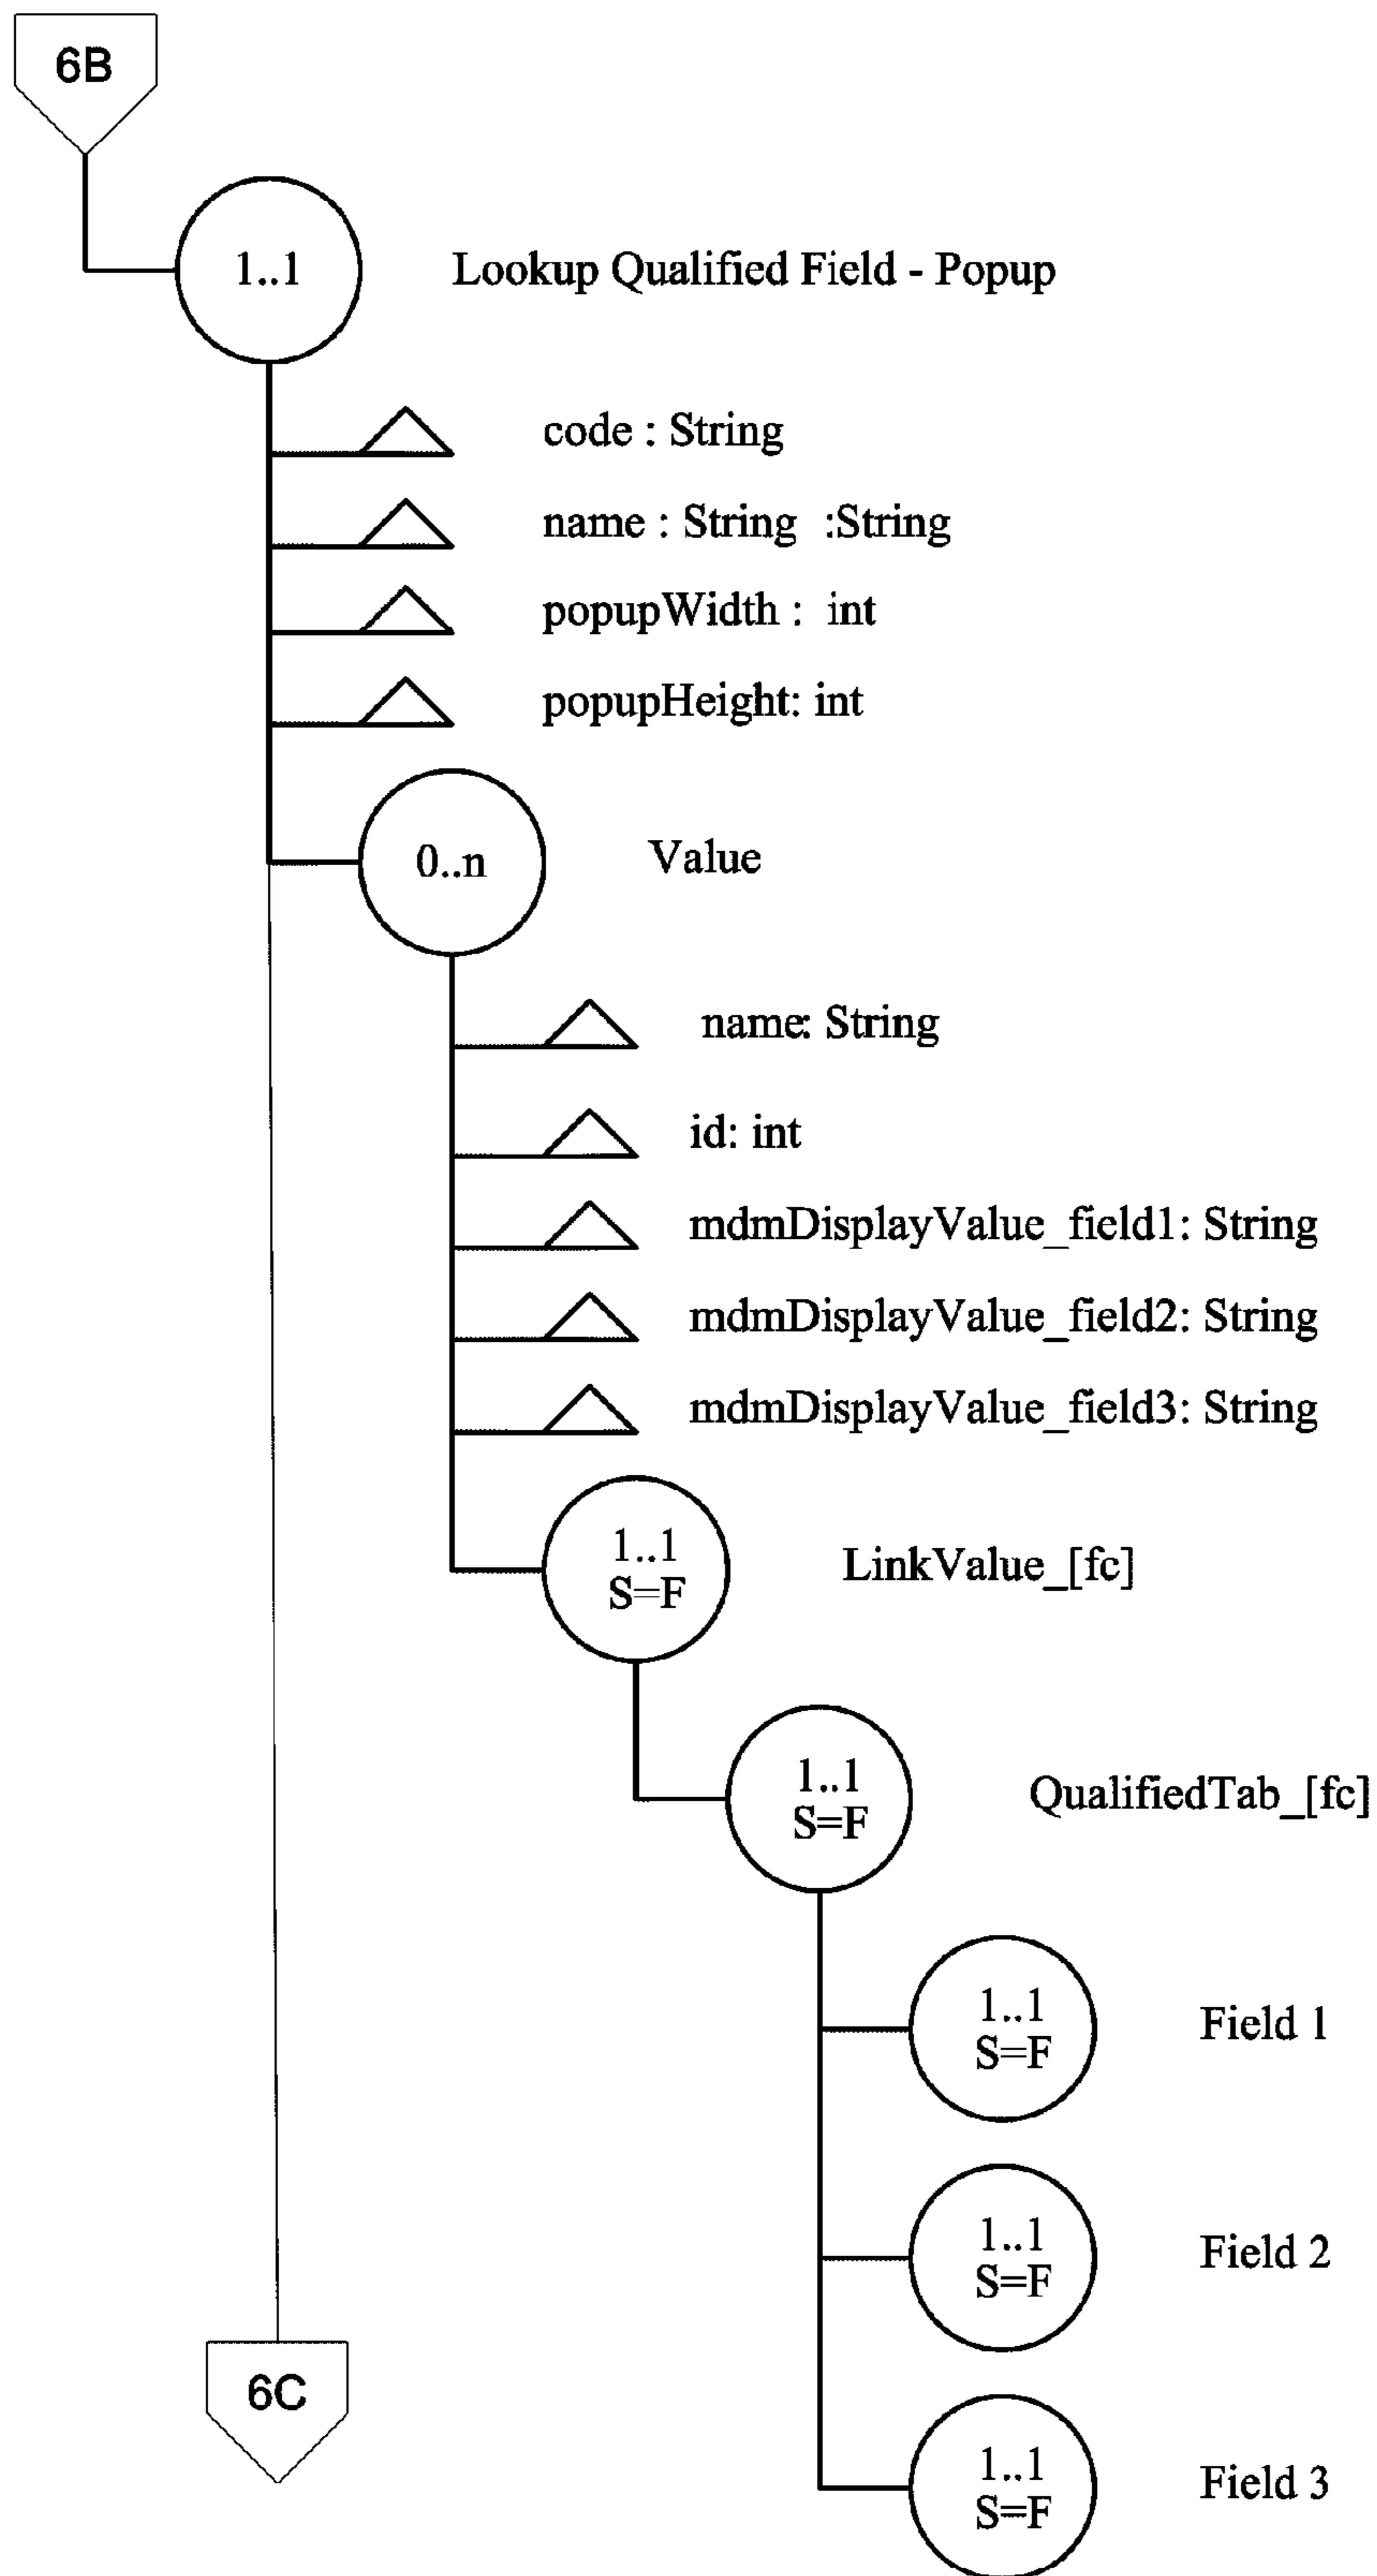 6B
1..1 Lookup Qualified Field - Popup
code : String
name : String :String
popupWidth : int
popupHeight: int
0..n Value
name: String
id: int
mdmDisplayValue_field1: String
mdmDisplayValue_field2: String
mdmDisplayValue_field3: String
1..1
S=F
LinkValue_[fc]
1..1
S=F
QualifiedTab_[fc]
1..1
S=F
Field 1
1..1
S=F
Field 2
6C
1..1
S=F
Field 3